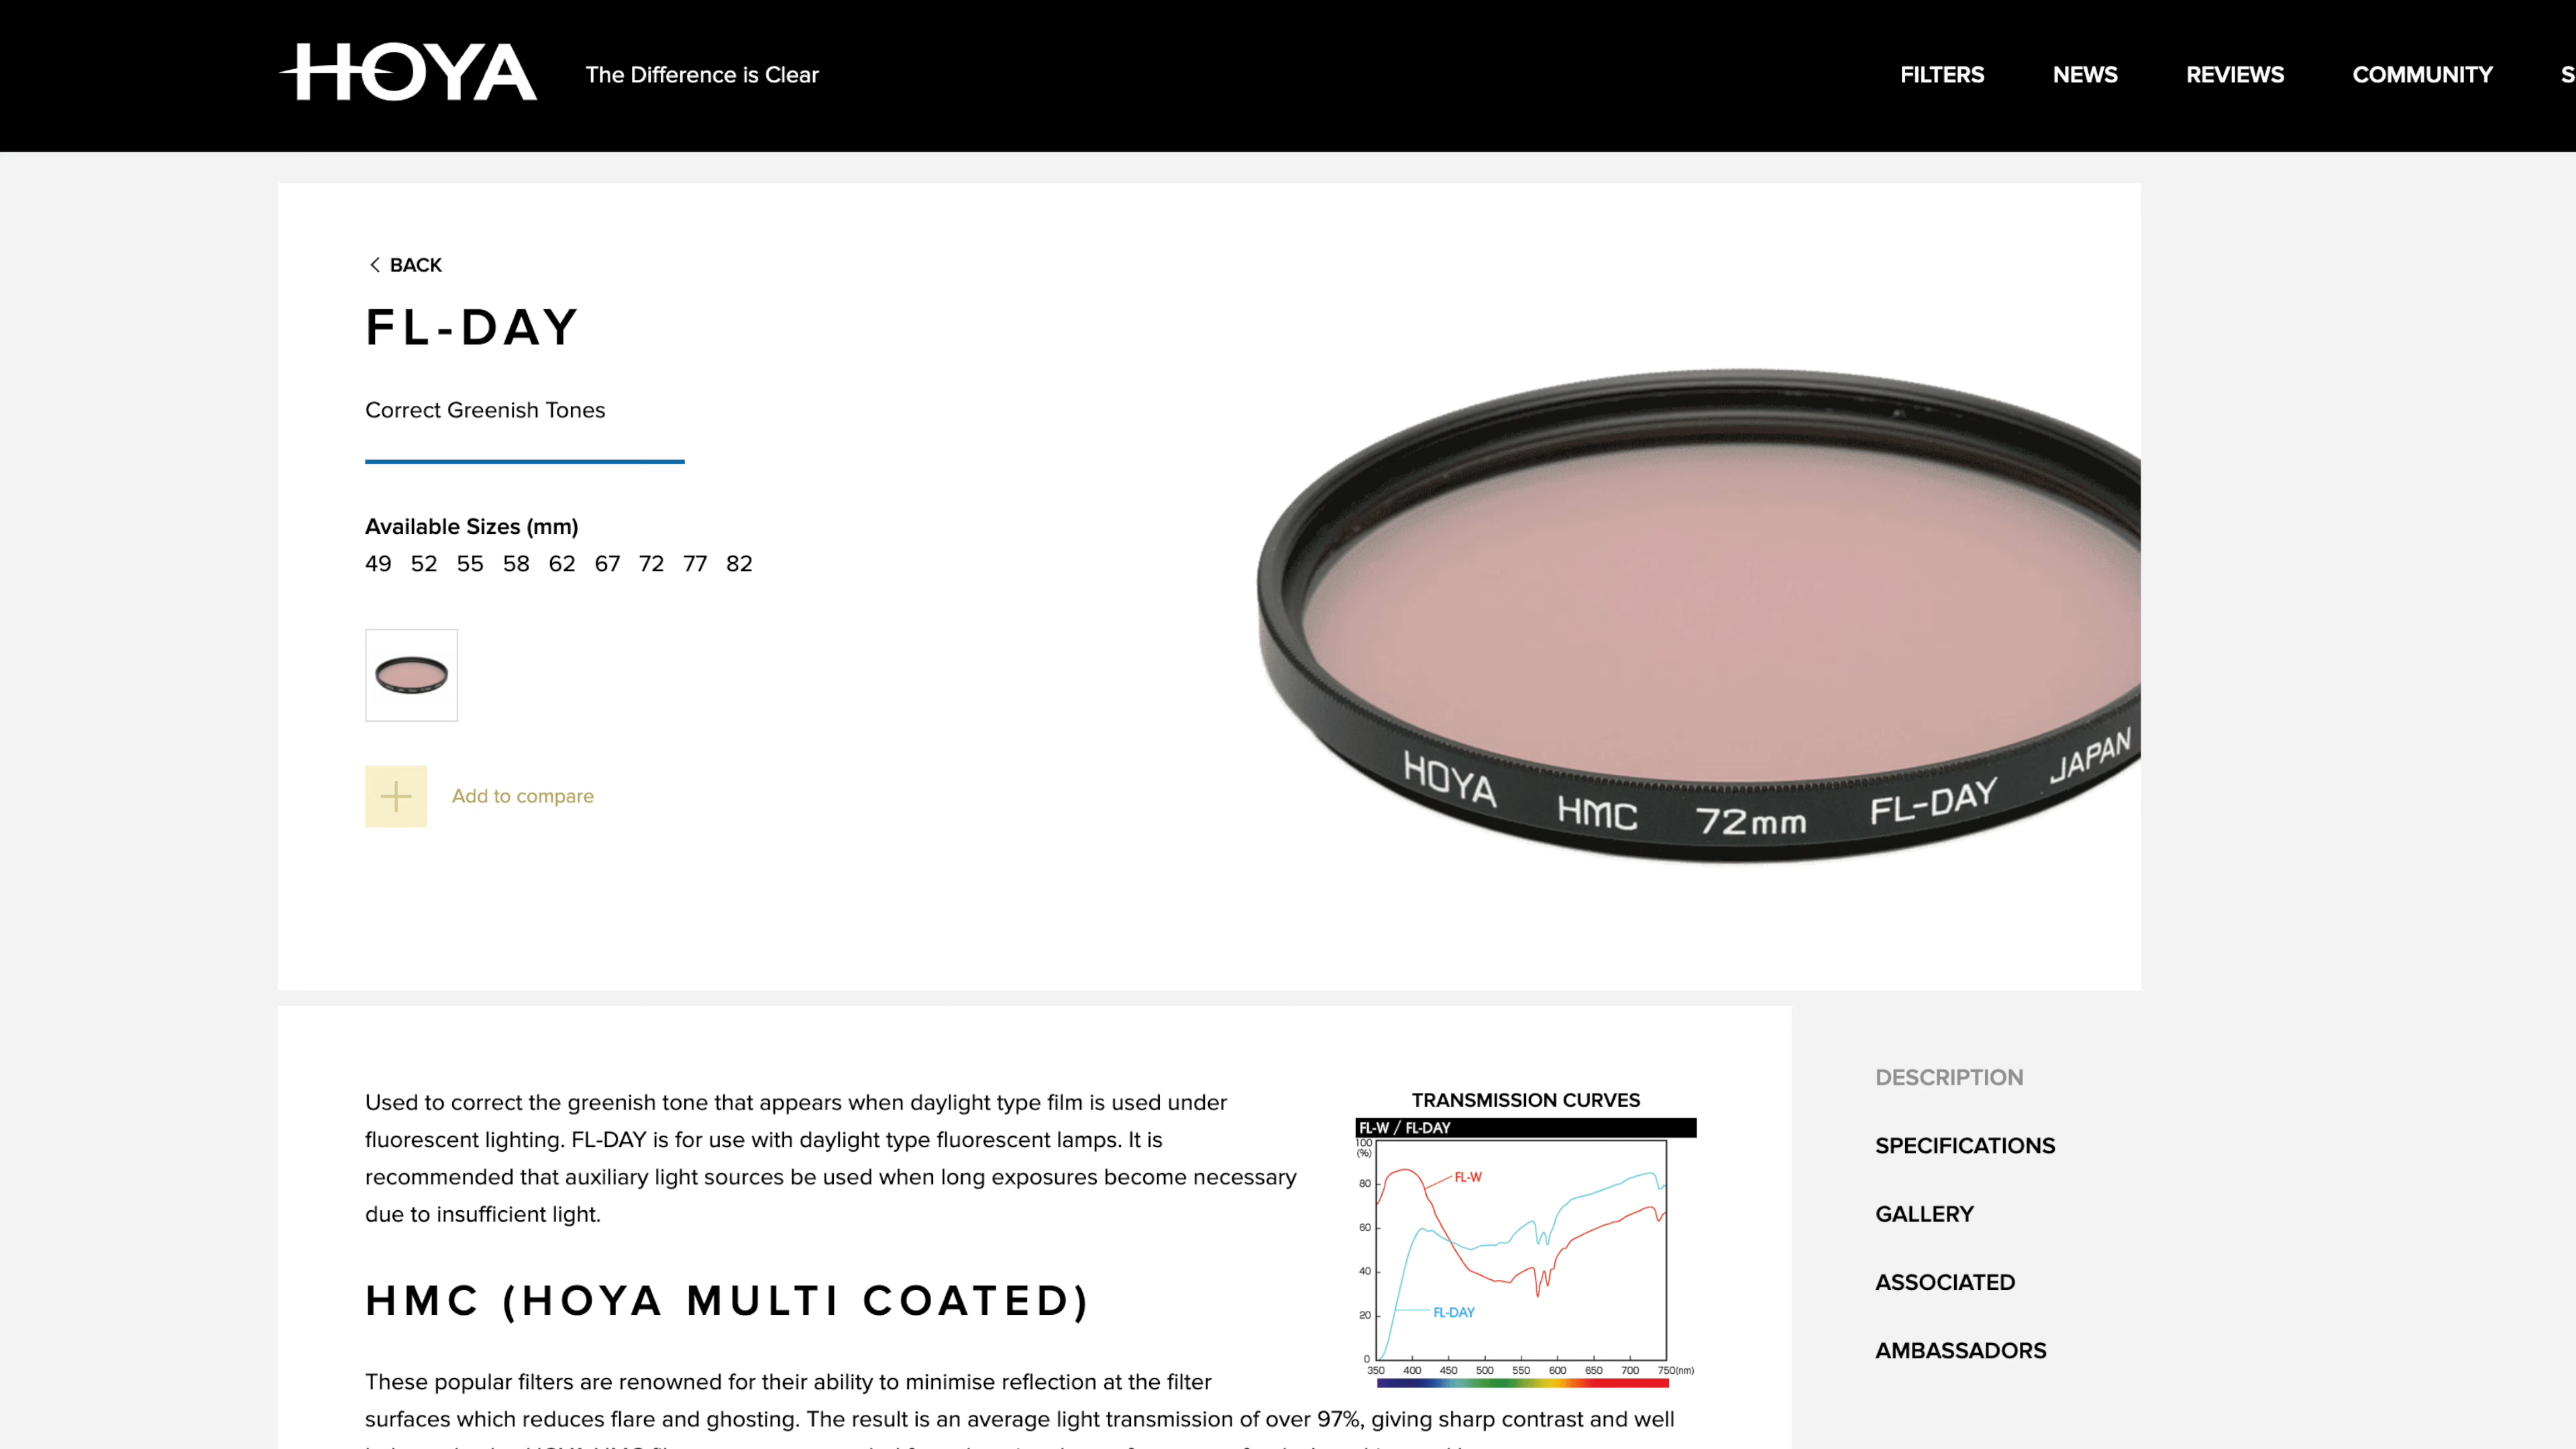 HOYA The Difference is Clear FILTERS NEWS REVIEWS COMMUNITY S
BACK
FL-DAY
Correct Greenish Tones
Available Sizes (mm)
49 52 55 58 62 67 72 77 82
Add to compare
HOYA HMC 72mm FL-DAY JAPAN
Used to correct the greenish tone that appears when daylight type film is used under
fluorescent lighting. FL-DAY is for use with daylight type fluorescent lamps. It is
recommended that auxiliary light sources be used when long exposures become necessary
due to insufficient light.
HMC (HOYA MULTI COATED)
These popular filters are renowned for their ability to minimise reflection at the filter
surfaces which reduces flare and ghosting. The result is an average light transmission of over 97%, giving sharp contrast and well
TRANSMISSION CURVES
FL-W / FL-DAY
100
(%)
80
60
40
20
0
FL-W
FL-DAY
350 400 450 500 550 600 650 700 750(nm)
DESCRIPTION
SPECIFICATIONS
GALLERY
ASSOCIATED
AMBASSADORS